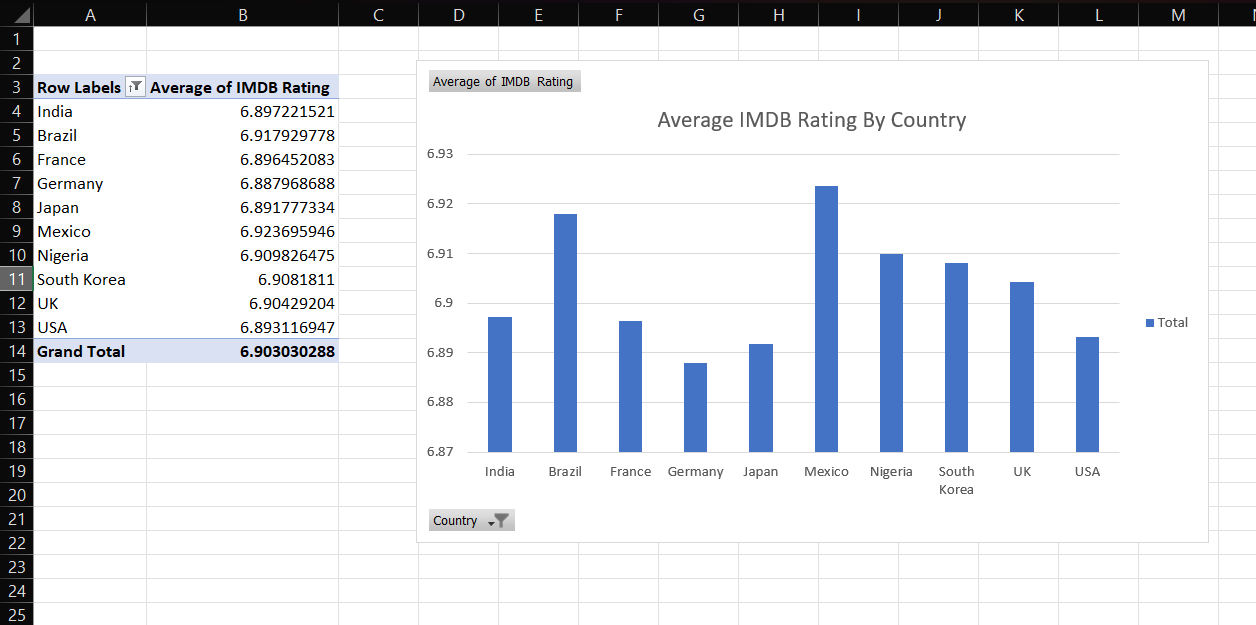 A B C D E F G H I J K L M
1
2
3 Row Labels Average of IMDB Rating
4 India 6.897221521
5 Brazil 6.917929778
6 France 6.896452083
7 Germany 6.887968688
8 Japan 6.891777334
9 Mexico 6.923695946
10 Nigeria 6.909826475
11 South Korea 6.9081811
12 UK 6.90429204
13 USA 6.893116947
14 Grand Total 6.903030288
15
16
17
18
19
20
21
22
23
24
25
Average of IMDB Rating
Average IMDB Rating By Country
6.93
6.92
6.91
6.9
6.89
6.88
6.87
India Brazil France Germany Japan Mexico Nigeria South UK USA
Korea
Total
Country